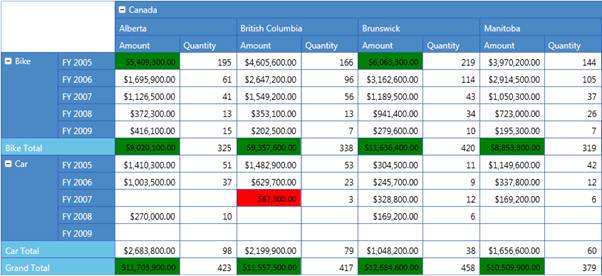 Canada
Alberta British Columbia Brunswick Manitoba
Amount Quantity Amount Quantity Amount Quantity Amount Quantity
Bike FY 2005 $5,409,300.00 195 $4,605,600.00 166 $6,063,300.00 219 $3,970,200.00 144
FY 2006 $1,695,900.00 61 $2,647,200.00 96 $3,162,600.00 114 $2,914,500.00 105
FY 2007 $1,126,500.00 41 $1,549,200.00 56 $1,189,500.00 43 $1,050,300.00 37
FY 2008 $372,300.00 13 $353,100.00 13 $941,400.00 34 $723,000.00 26
FY 2009 $416,100.00 15 $202,500.00 7 $279,600.00 10 $195,300.00 7
Bike Total $9,020,100.00 325 $9,357,600.00 338 $11,636,400.00 420 $8,853,300.00 319
Car FY 2005 $1,410,300.00 51 $1,482,900.00 53 $304,500.00 11 $1,149,600.00 42
FY 2006 $1,003,500.00 37 $629,700.00 23 $245,700.00 9 $337,800.00 12
FY 2007 $87,300.00 3 $328,800.00 12 $169,200.00 6
FY 2008 $270,000.00 10 $169,200.00 6
FY 2009
Car Total $2,683,800.00 98 $2,199,900.00 79 $1,048,200.00 38 $1,656,600.00 60
Grand Total $11,703,900.00 423 $11,557,500.00 417 $12,684,600.00 458 $10,509,900.00 379